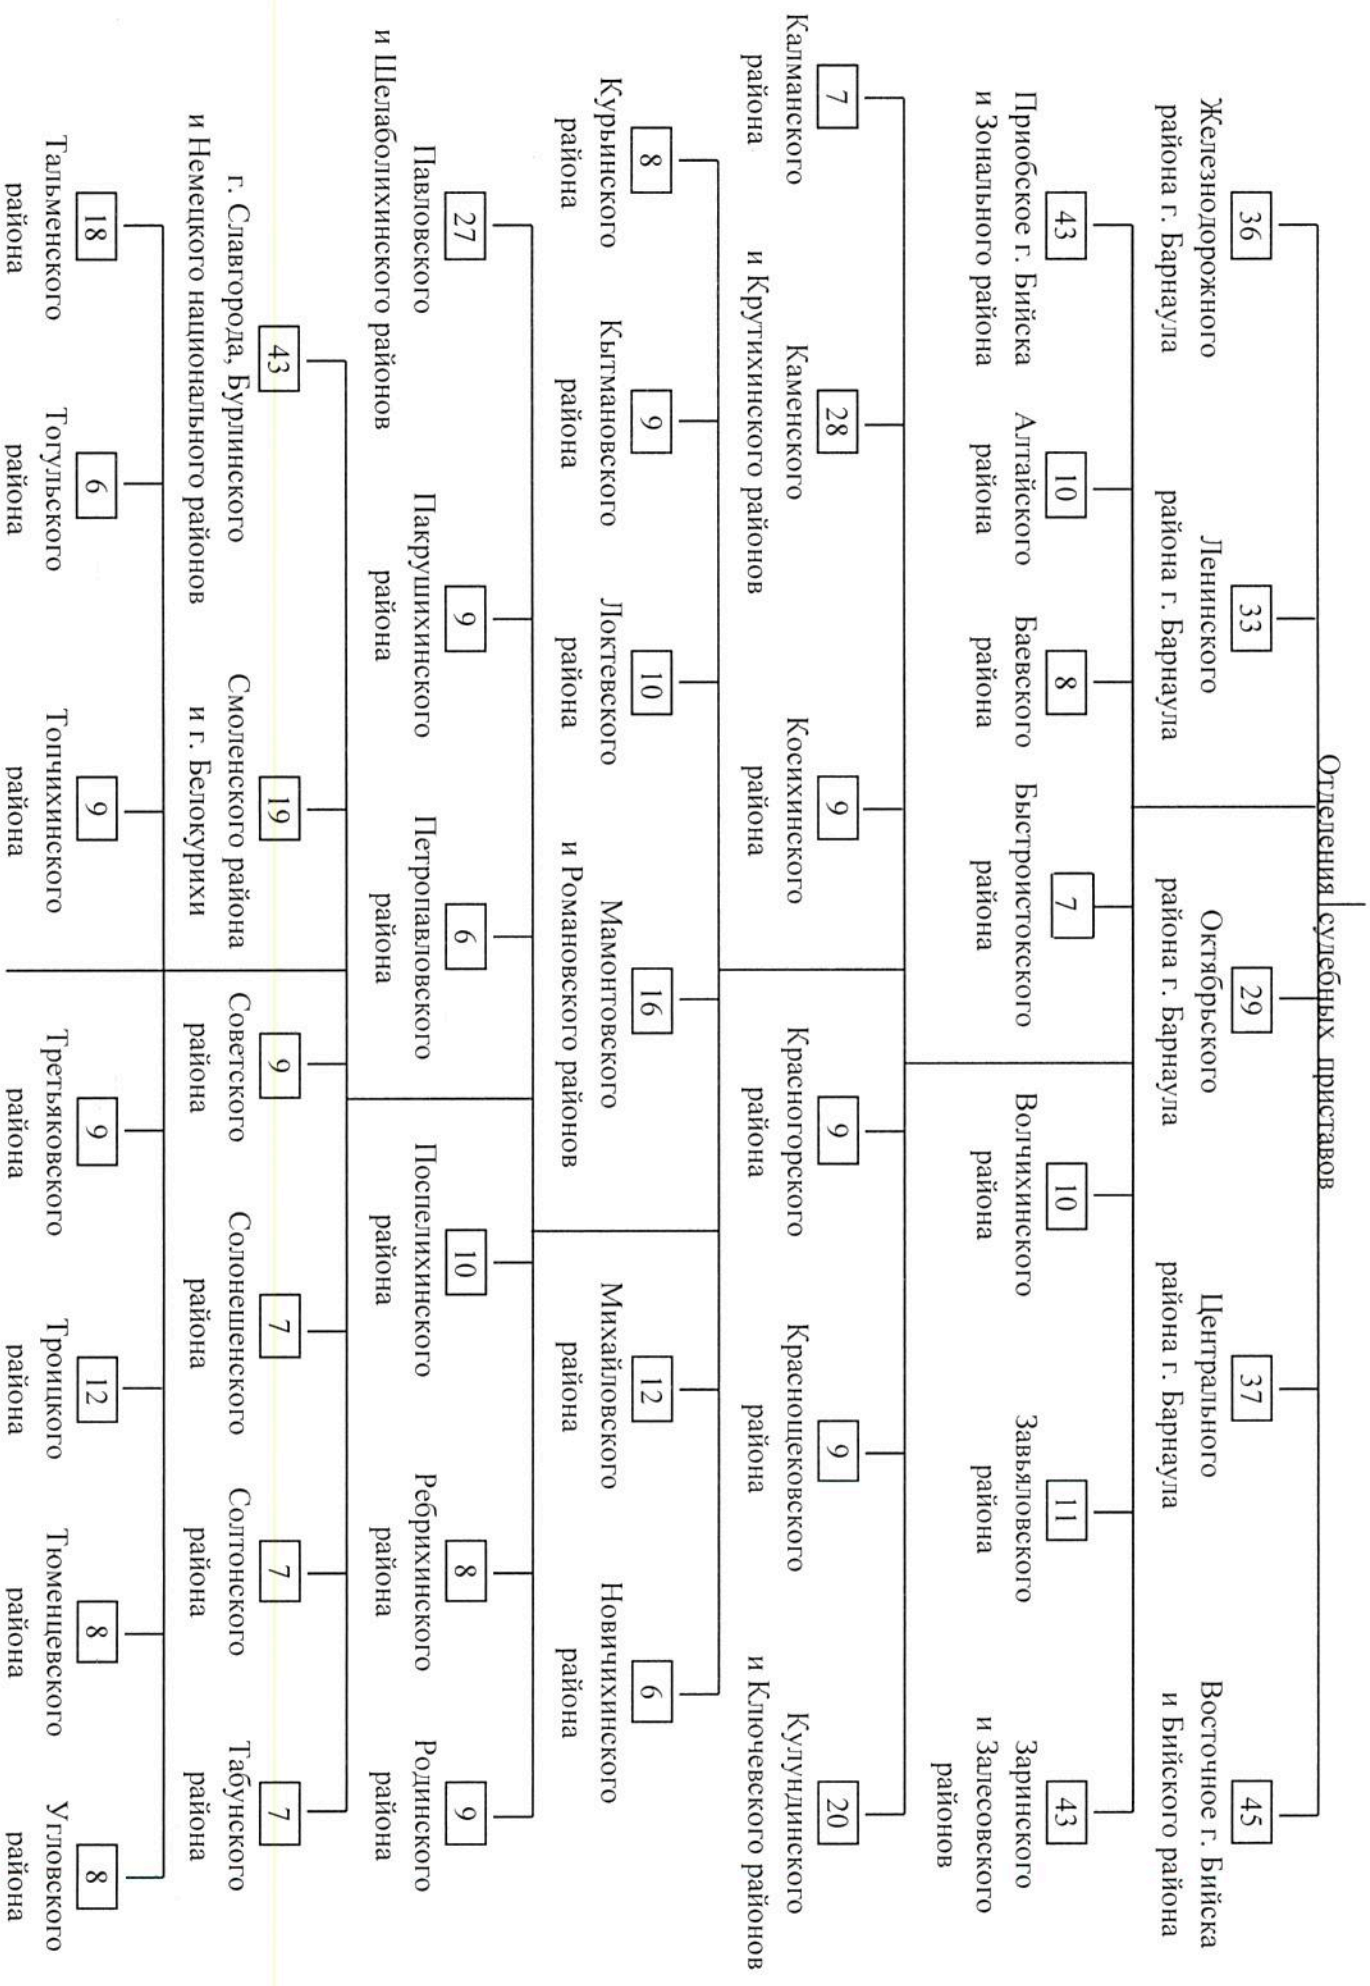 Отделения судебных приставов
36
Железнодорожного
района г. Барнаула
33
Ленинского
района г. Барнаула
29
Октябрьского
района г. Барнаула
37
Центрального
района г. Барнаула
45
Восточное г. Бийска
и Бийского района
43
Приобское г. Бийска
и Зонального района
10
Алтайского
района
8
Баевского
района
7
Быстроистокского
района
10
Волчихинского
района
11
Завьяловского
района
43
Заринского
и Залесовского
районов
7
Калманского
района
28
Каменского
и Крутихинского районов
9
Косихинского
района
9
Красногорского
района
9
Краснощековского
района
20
Кулундинского
и Ключевского районов
8
Курьинского
района
9
Кытмановского
района
10
Локтевского
района
16
Мамонтовского
и Романовского районов
12
Михайловского
района
6
Новичихинского
района
27
Павловского
и Шелаболихинского районов
9
Пакрушихинского
района
6
Петропавловского
района
10
Поспелихинского
района
8
Ребрихинского
района
9
Родинского
района
43
г. Славгорода, Бурлинского
и Немецкого национального районов
19
Смоленского района
и г. Белокурихи
9
Советского
района
7
Солонешенского
района
7
Солтонского
района
7
Табунского
района
18
Тальменского
района
6
Тогульского
района
9
Топчихинского
района
9
Третьяковского
района
12
Троицкого
района
8
Тюменцевского
района
8
Угловского
района